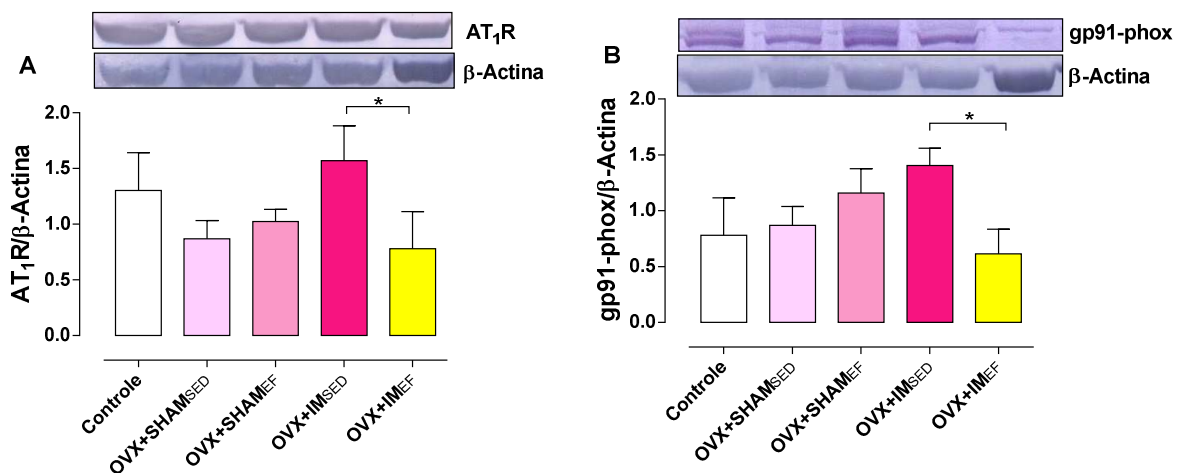 A
AT₁R
β-Actina
2.0
1.5
1.0
0.5
0.0
AT₁R/β-Actina
*
Controle
OVX+SHAMSED
OVX+SHAMEF
OVX+IMSED
OVX+IMEF
B
gp91-phox
β-Actina
2.0
1.5
1.0
0.5
0.0
gp91-phox/β-Actina
*
Controle
OVX+SHAMSED
OVX+SHAMEF
OVX+IMSED
OVX+IMEF